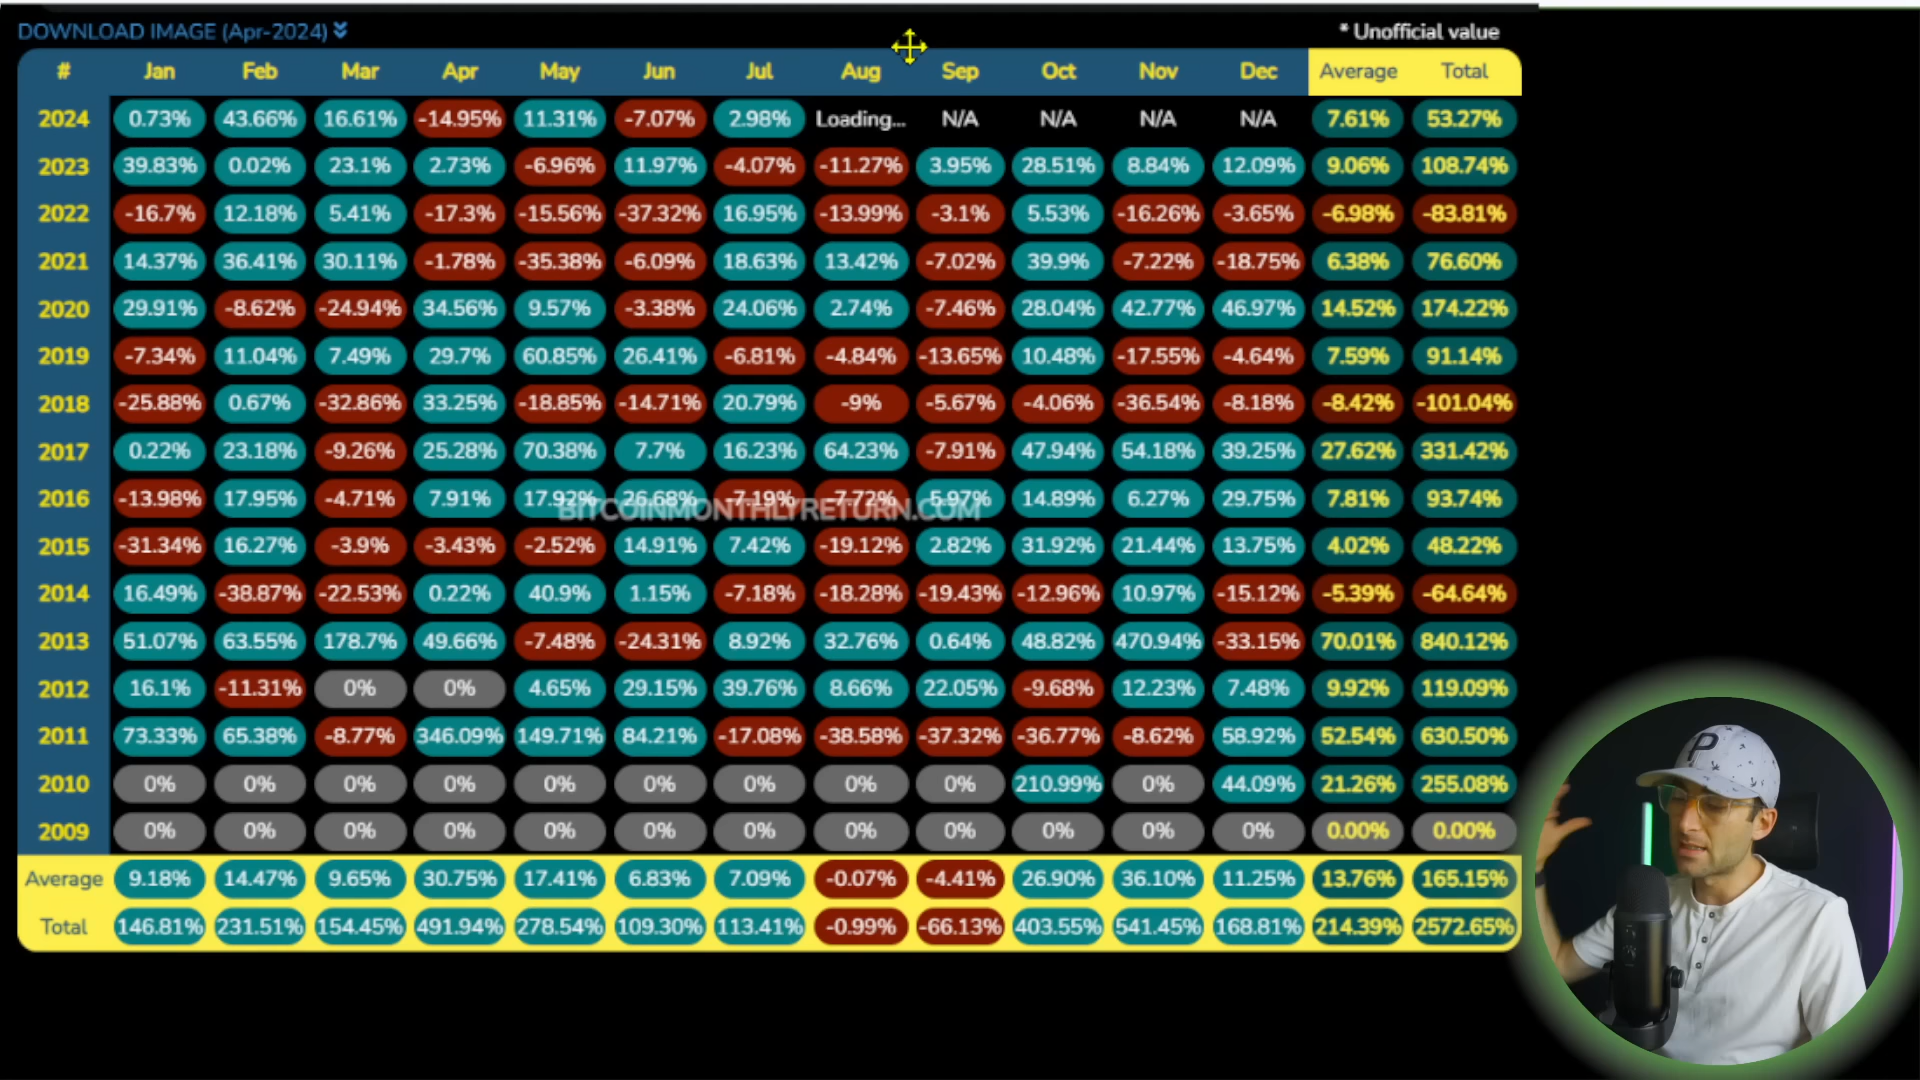 DOWNLOAD IMAGE (Apr-2024)
* Unofficial value
# Jan Feb Mar Apr May Jun Jul Aug Sep Oct Nov Dec Average Total
2024 0.73% 43.66% 16.61% -14.95% 11.31% -7.07% 2.98% Loading... N/A N/A N/A N/A 7.61% 53.27%
2023 39.83% 0.02% 23.1% 2.73% -6.96% 11.97% -4.07% -11.27% 3.95% 28.51% 8.84% 12.09% 9.06% 108.74%
2022 -16.7% 12.18% 5.41% -17.3% -15.56% -37.32% 16.95% -13.99% -3.1% 5.53% -16.26% -3.65% -6.98% -83.81%
2021 14.37% 36.41% 30.11% -1.78% -35.38% -6.09% 18.63% 13.42% -7.02% 39.9% -7.22% -18.75% 6.38% 76.60%
2020 29.91% -8.62% -24.94% 34.56% 9.57% -3.38% 24.06% 2.74% -7.46% 28.04% 42.77% 46.97% 14.52% 174.22%
2019 -7.34% 11.04% 7.49% 29.7% 60.85% 26.41% -6.81% -4.84% -13.65% 10.48% -17.55% -4.64% 7.59% 91.14%
2018 -25.88% 0.67% -32.86% 33.25% -18.85% -14.71% 20.79% -9% -5.67% -4.06% -36.54% -8.18% -8.42% -101.04%
2017 0.22% 23.18% -9.26% 25.28% 70.38% 7.7% 16.23% 64.23% -7.91% 47.94% 54.18% 39.25% 27.62% 331.42%
2016 -13.98% 17.95% -4.71% 7.91% 17.92% 26.68% -7.19% -7.72% 5.97% 14.89% 6.27% 29.75% 7.81% 93.74%
BITCOINMONTHLYRETURN.COM
2015 -31.34% 16.27% -3.9% -3.43% -2.52% 14.91% 7.42% -19.12% 2.82% 31.92% 21.44% 13.75% 4.02% 48.22%
2014 16.49% -38.87% -22.53% 0.22% 40.9% 1.15% -7.18% -18.28% -19.43% -12.96% 10.97% -15.12% -5.39% -64.64%
2013 51.07% 63.55% 178.7% 49.66% -7.48% -24.31% 8.92% 32.76% 0.64% 48.82% 470.94% -33.15% 70.01% 840.12%
2012 16.1% -11.31% 0% 0% 4.65% 29.15% 39.76% 8.66% 22.05% -9.68% 12.23% 7.48% 9.92% 119.09%
2011 73.33% 65.38% -8.77% 346.09% 149.71% 84.21% -17.08% -38.58% -37.32% -36.77% -8.62% 58.92% 52.54% 630.50%
2010 0% 0% 0% 0% 0% 0% 0% 0% 0% 210.99% 0% 44.09% 21.26% 255.08%
2009 0% 0% 0% 0% 0% 0% 0% 0% 0% 0% 0% 0% 0.00% 0.00%
Average 9.18% 14.47% 9.65% 30.75% 17.41% 6.83% 7.09% -0.07% -4.41% 26.90% 36.10% 11.25% 13.76% 165.15%
Total 146.81% 231.51% 154.45% 491.94% 278.54% 109.30% 113.41% -0.99% -66.13% 403.55% 541.45% 168.81% 214.39% 2572.65%
P